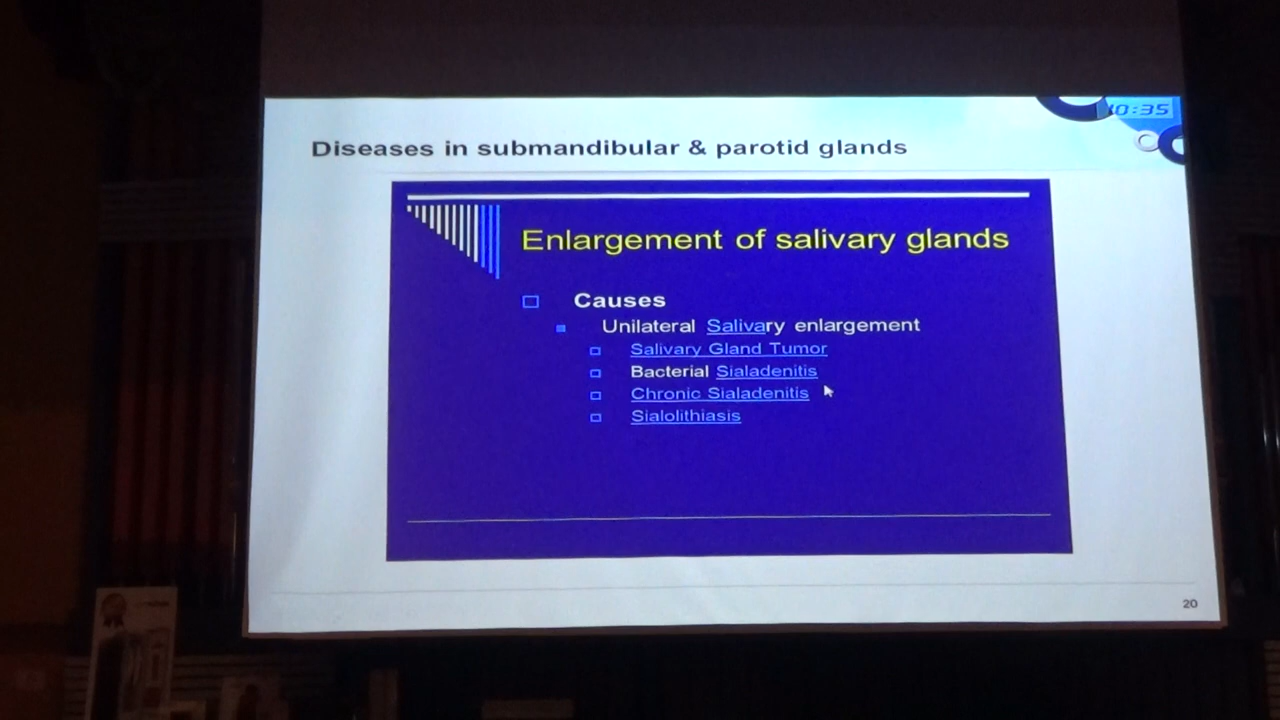 10:35
Diseases in submandibular & parotid glands
Enlargement of salivary glands
Causes
Unilateral Salivary enlargement
Salivary Gland Tumor
Bacterial Sialadenitis
Chronic Sialadenitis
Sialolithiasis
20